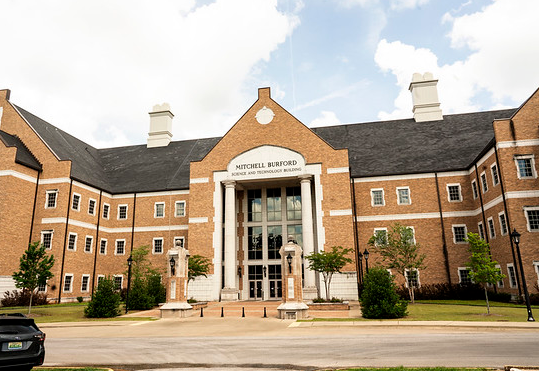 MITCHELL BURFORD
SCIENCE AND TECHNOLOGY BUILDING